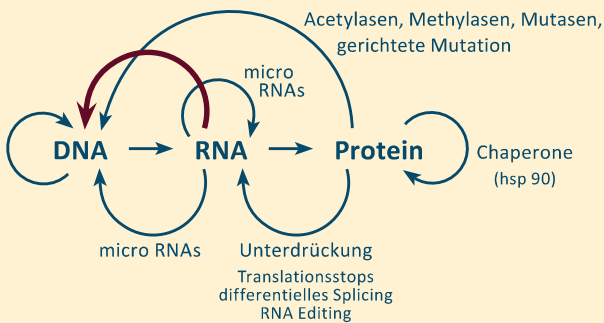 Acetylasen, Methylasen, Mutasen,
gerichtete Mutation
micro
RNAs
DNA
RNA
Protein
Chaperone
(hsp 90)
micro RNAs
Unterdrückung
Translationsstops
differentielles Splicing
RNA Editing